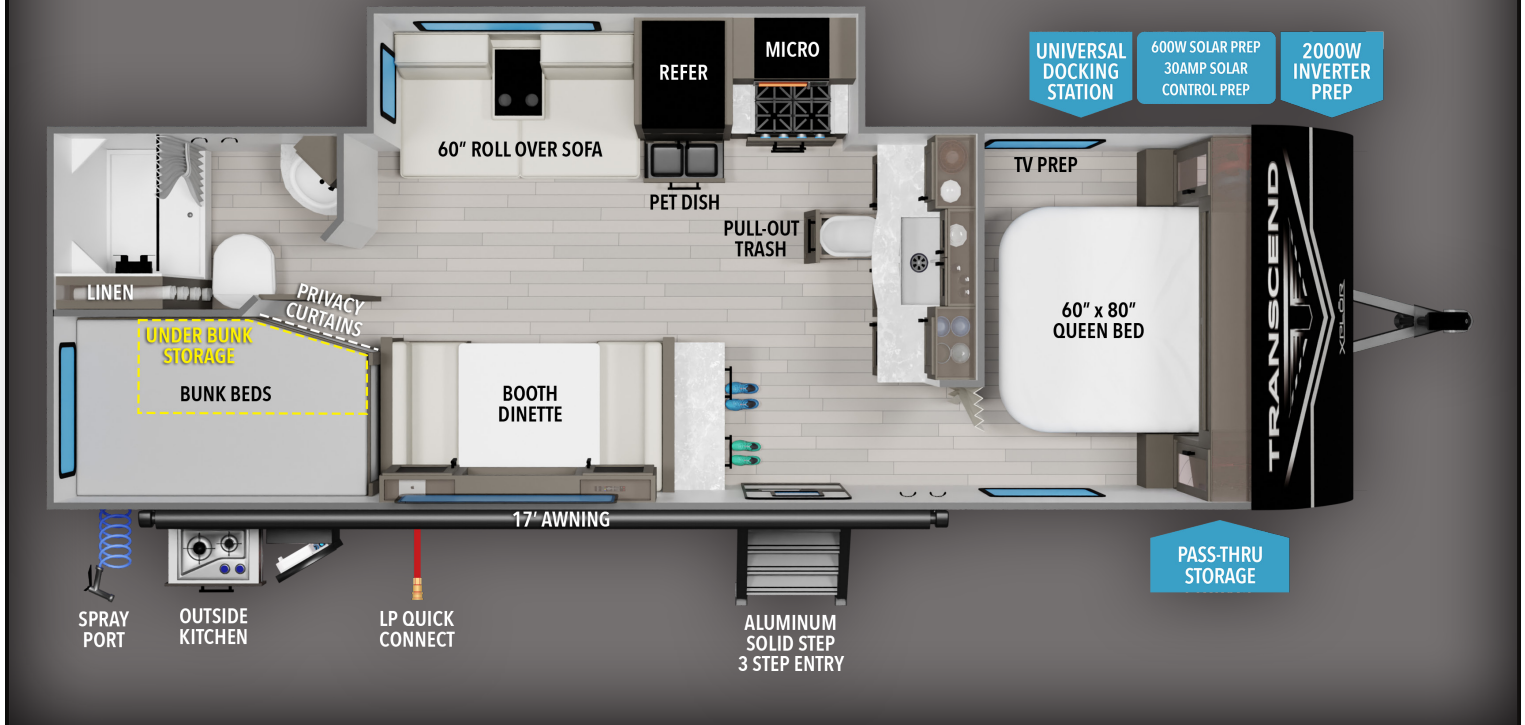 UNIVERSAL
DOCKING
STATION
600W SOLAR PREP
30AMP SOLAR
CONTROL PREP
2000W
INVERTER
PREP
MICRO
REFER
60” ROLL OVER SOFA
PET DISH
PULL-OUT
TRASH
TV PREP
60” x 80”
QUEEN BED
TRANSCEND
XPLOR
LINEN
PRIVACY
CURTAINS
UNDER BUNK
STORAGE
BUNK BEDS
BOOTH
DINETTE
17’ AWNING
SPRAY
PORT
OUTSIDE
KITCHEN
LP QUICK
CONNECT
ALUMINUM
SOLID STEP
3 STEP ENTRY
PASS-THRU
STORAGE